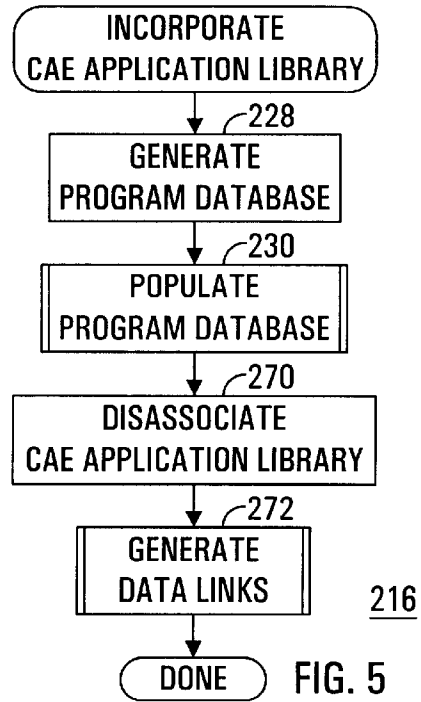 INCORPORATE
CAE APPLICATION LIBRARY
228
GENERATE
PROGRAM DATABASE
230
POPULATE
PROGRAM DATABASE
270
DISASSOCIATE
CAE APPLICATION LIBRARY
272
GENERATE
DATA LINKS
216
DONE
FIG. 5